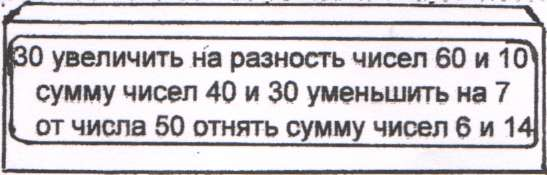 30 увеличить на разность чисел 60 и 10
сумму чисел 40 и 30 уменьшить на 7
от числа 50 отнять сумму чисел 6 и 14